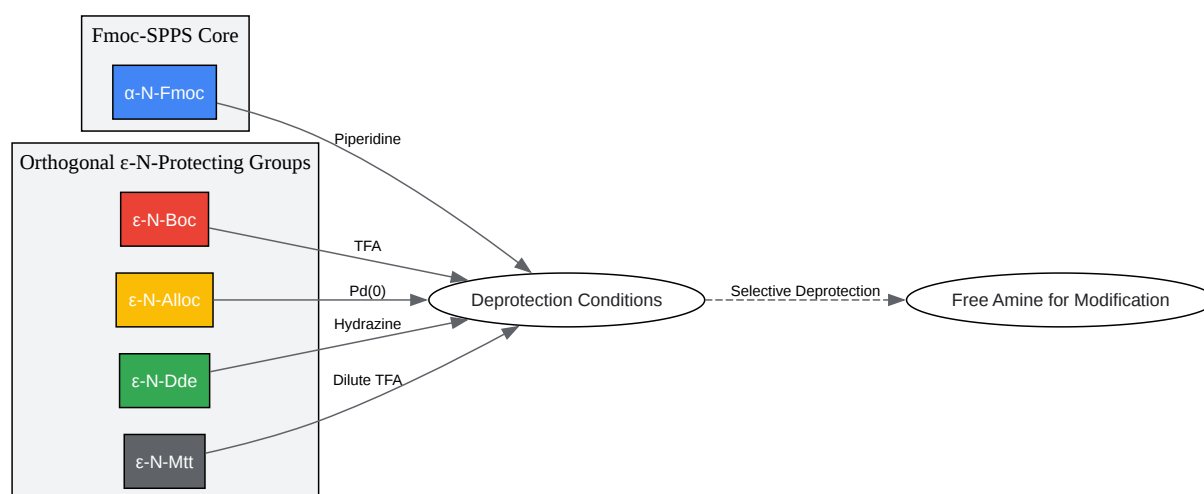 Fmoc-SPPS Core
α-N-Fmoc
Piperidine
Orthogonal ε-N-Protecting Groups
ε-N-Boc
TFA
ε-N-Alloc
Pd(0)
Deprotection Conditions
Selective Deprotection
Free Amine for Modification
Hydrazine
ε-N-Dde
Dilute TFA
ε-N-Mtt